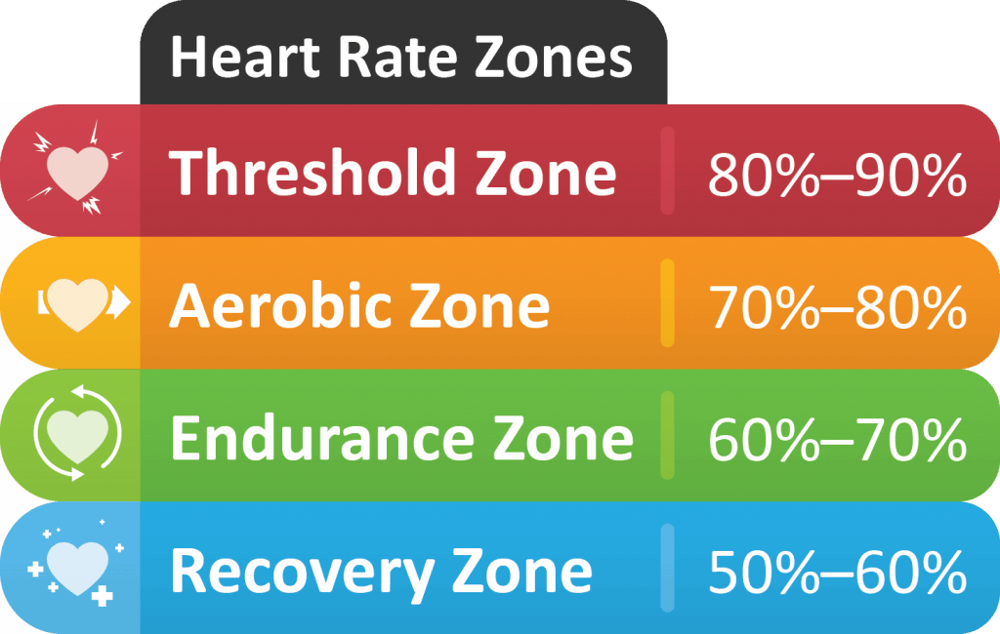 Heart Rate Zones
Threshold Zone 80%–90%
Aerobic Zone 70%–80%
Endurance Zone 60%–70%
Recovery Zone 50%–60%